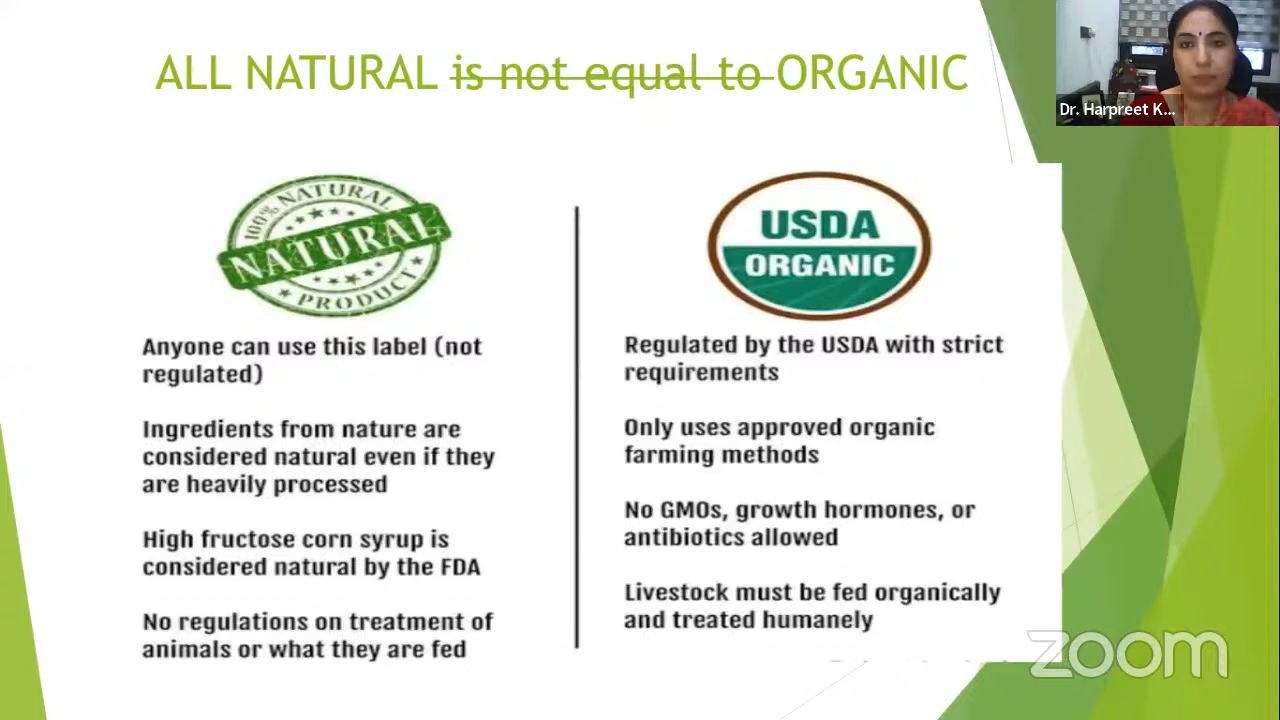 ALL NATURAL is not equal to ORGANIC
Dr. Harpreet K...
100% NATURAL
NATURAL
PRODUCT
Anyone can use this label (not
regulated)
Ingredients from nature are
considered natural even if they
are heavily processed
High fructose corn syrup is
considered natural by the FDA
No regulations on treatment of
animals or what they are fed
USDA
ORGANIC
Regulated by the USDA with strict
requirements
Only uses approved organic
farming methods
No GMOs, growth hormones, or
antibiotics allowed
Livestock must be fed organically
and treated humanely
zoom